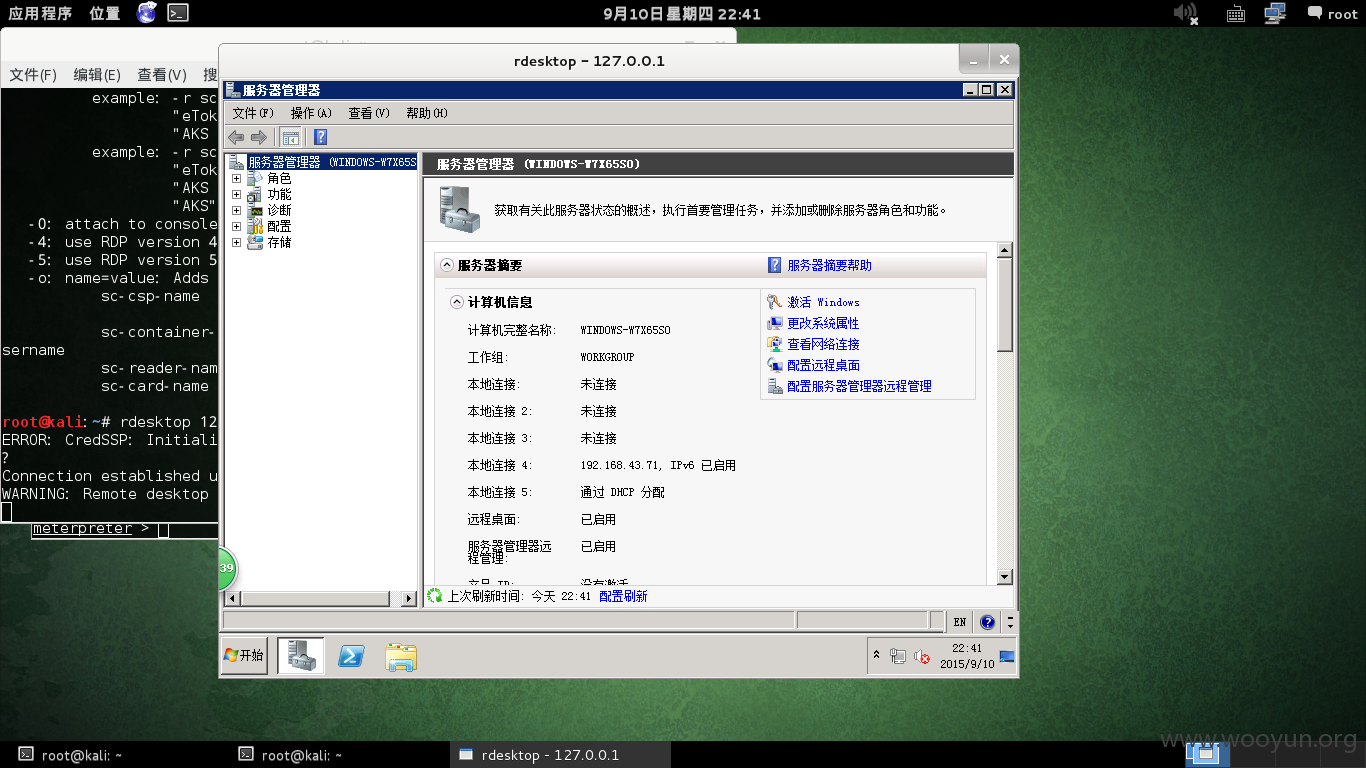 应用程序 位置 9月10日星期四 22:41 root
rdesktop - 127.0.0.1
文件(F) 编辑(E) 查看(V) 搜
example: -r sc
"eTok
"AKS
example: -r sc
"eTok
"AKS
"AKS"
-0: attach to console
-4: use RDP version 4
-5: use RDP version 5
-o: name=value: Adds
sc-csp-name
sc-container-
sername
sc-reader-nam
sc-card-name
root@kali:~# rdesktop 12
ERROR: CredSSP: Initiali
?
Connection established u
WARNING: Remote desktop
meterpreter >
39
服务器管理器
文件(F) 操作(A) 查看(V) 帮助(H)
服务器管理器 (WINDOWS-W7X65S
角色
功能
诊断
配置
存储
服务器管理器 (WINDOWS-W7X65SO)
获取有关此服务器状态的概述，执行首要管理任务，并添加或删除服务器角色和功能。
服务器摘要 服务器摘要帮助
计算机信息
计算机完整名称: WINDOWS-W7X65SO
工作组: WORKGROUP
本地连接: 未连接
本地连接 2: 未连接
本地连接 3: 未连接
本地连接 4: 192.168.43.71, IPv6 已启用
本地连接 5: 通过 DHCP 分配
远程桌面: 已启用
服务器管理器远程管理: 已启用
产品 ID: 没有激活
激活 Windows
更改系统属性
查看网络连接
配置远程桌面
配置服务器管理器远程管理
上次刷新时间: 今天 22:41 配置刷新
EN
开始
22:41
2015/9/10
www.wooyun.org
root@kali: ~ root@kali: ~ rdesktop - 127.0.0.1